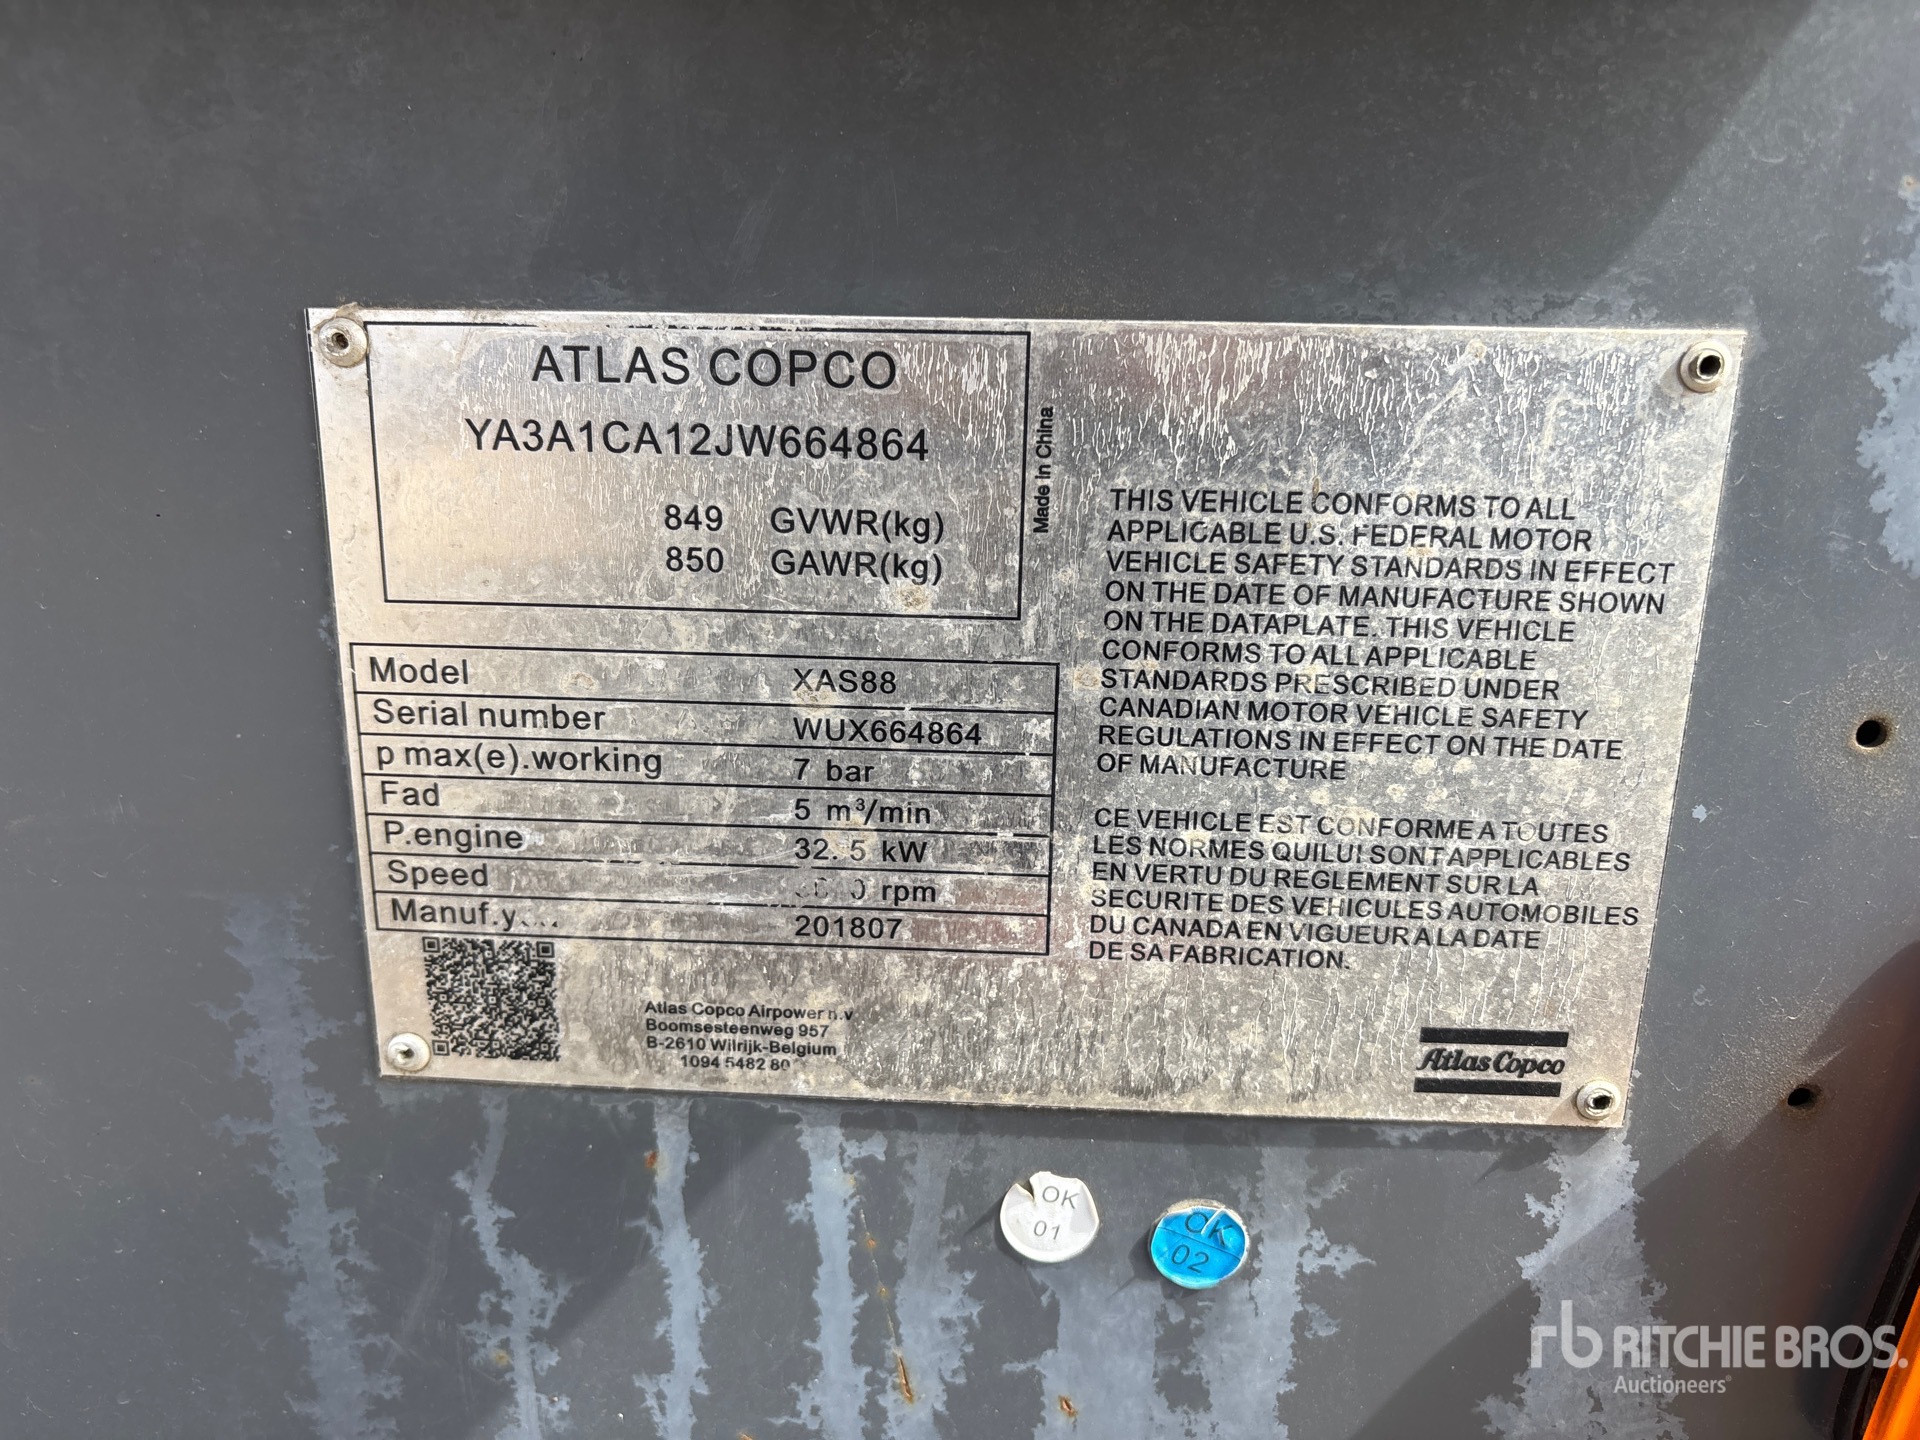 ATLAS COPCO
YA3A1CA12JW664864
849 GVWR(kg)
850 GAWR(kg)
Made in China
Model XAS88
Serial number WUX664864
p max(e).working 7 bar
Fad 5 m³/min
P.engine 32.5 kW
Speed rpm
Manuf.y 201807
Atlas Copco Airpower n.v
Boomsesteenweg 957
B-2610 Wilrijk-Belgium
1094 5482 80
THIS VEHICLE CONFORMS TO ALL
APPLICABLE U.S. FEDERAL MOTOR
VEHICLE SAFETY STANDARDS IN EFFECT
ON THE DATE OF MANUFACTURE SHOWN
ON THE DATAPLATE. THIS VEHICLE
CONFORMS TO ALL APPLICABLE
STANDARDS PRESCRIBED UNDER
CANADIAN MOTOR VEHICLE SAFETY
REGULATIONS IN EFFECT ON THE DATE
OF MANUFACTURE
CE VEHICLE EST CONFORME A TOUTES
LES NORMES QUI LUI SONT APPLICABLES
EN VERTU DU REGLEMENT SUR LA
SECURITE DES VEHICULES AUTOMOBILES
DU CANADA EN VIGUEUR A LA DATE
DE SA FABRICATION.
Atlas Copco
OK
01
OK
02
rb RITCHIE BROS.
Auctioneers